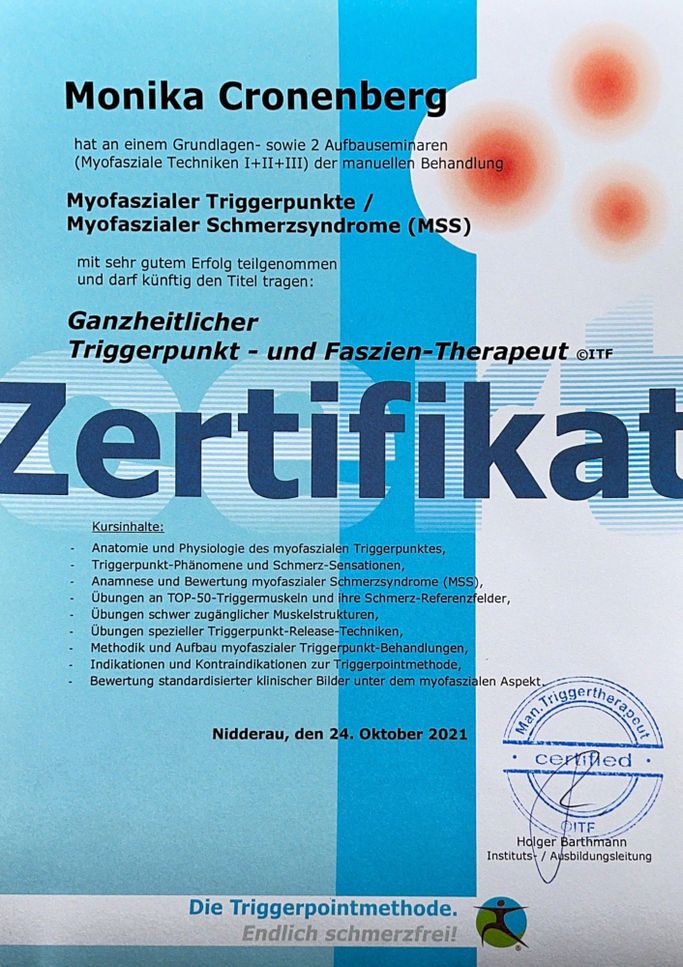 Monika Cronenberg
hat an einem Grundlagen- sowie 2 Aufbauseminaren
(Myofasziale Techniken I+II+III) der manuellen Behandlung
Myofaszialer Triggerpunkte /
Myofaszialer Schmerzsyndrome (MSS)
mit sehr gutem Erfolg teilgenommen
und darf künftig den Titel tragen:
Ganzheitlicher
Triggerpunkt - und Faszien-Therapeut ©ITF
cert
Zertifikat
Kursinhalte:
- Anatomie und Physiologie des myofaszialen Triggerpunktes,
- Triggerpunkt-Phänomene und Schmerz-Sensationen,
- Anamnese und Bewertung myofaszialer Schmerzsyndrome (MSS),
- Übungen an TOP-50-Triggermuskeln und ihre Schmerz-Referenzfelder,
- Übungen schwer zugänglicher Muskelstrukturen,
- Übungen spezieller Triggerpunkt-Release-Techniken,
- Methodik und Aufbau myofaszialer Triggerpunkt-Behandlungen,
- Indikationen und Kontraindikationen zur Triggerpointmethode,
- Bewertung standardisierter klinischer Bilder unter dem myofaszialen Aspekt.
Nidderau, den 24. Oktober 2021
Man.Triggertherapeut
· certified ·
©ITF
Holger Barthmann
Instituts- / Ausbildungsleitung
Die Triggerpointmethode.
Endlich schmerzfrei!
®